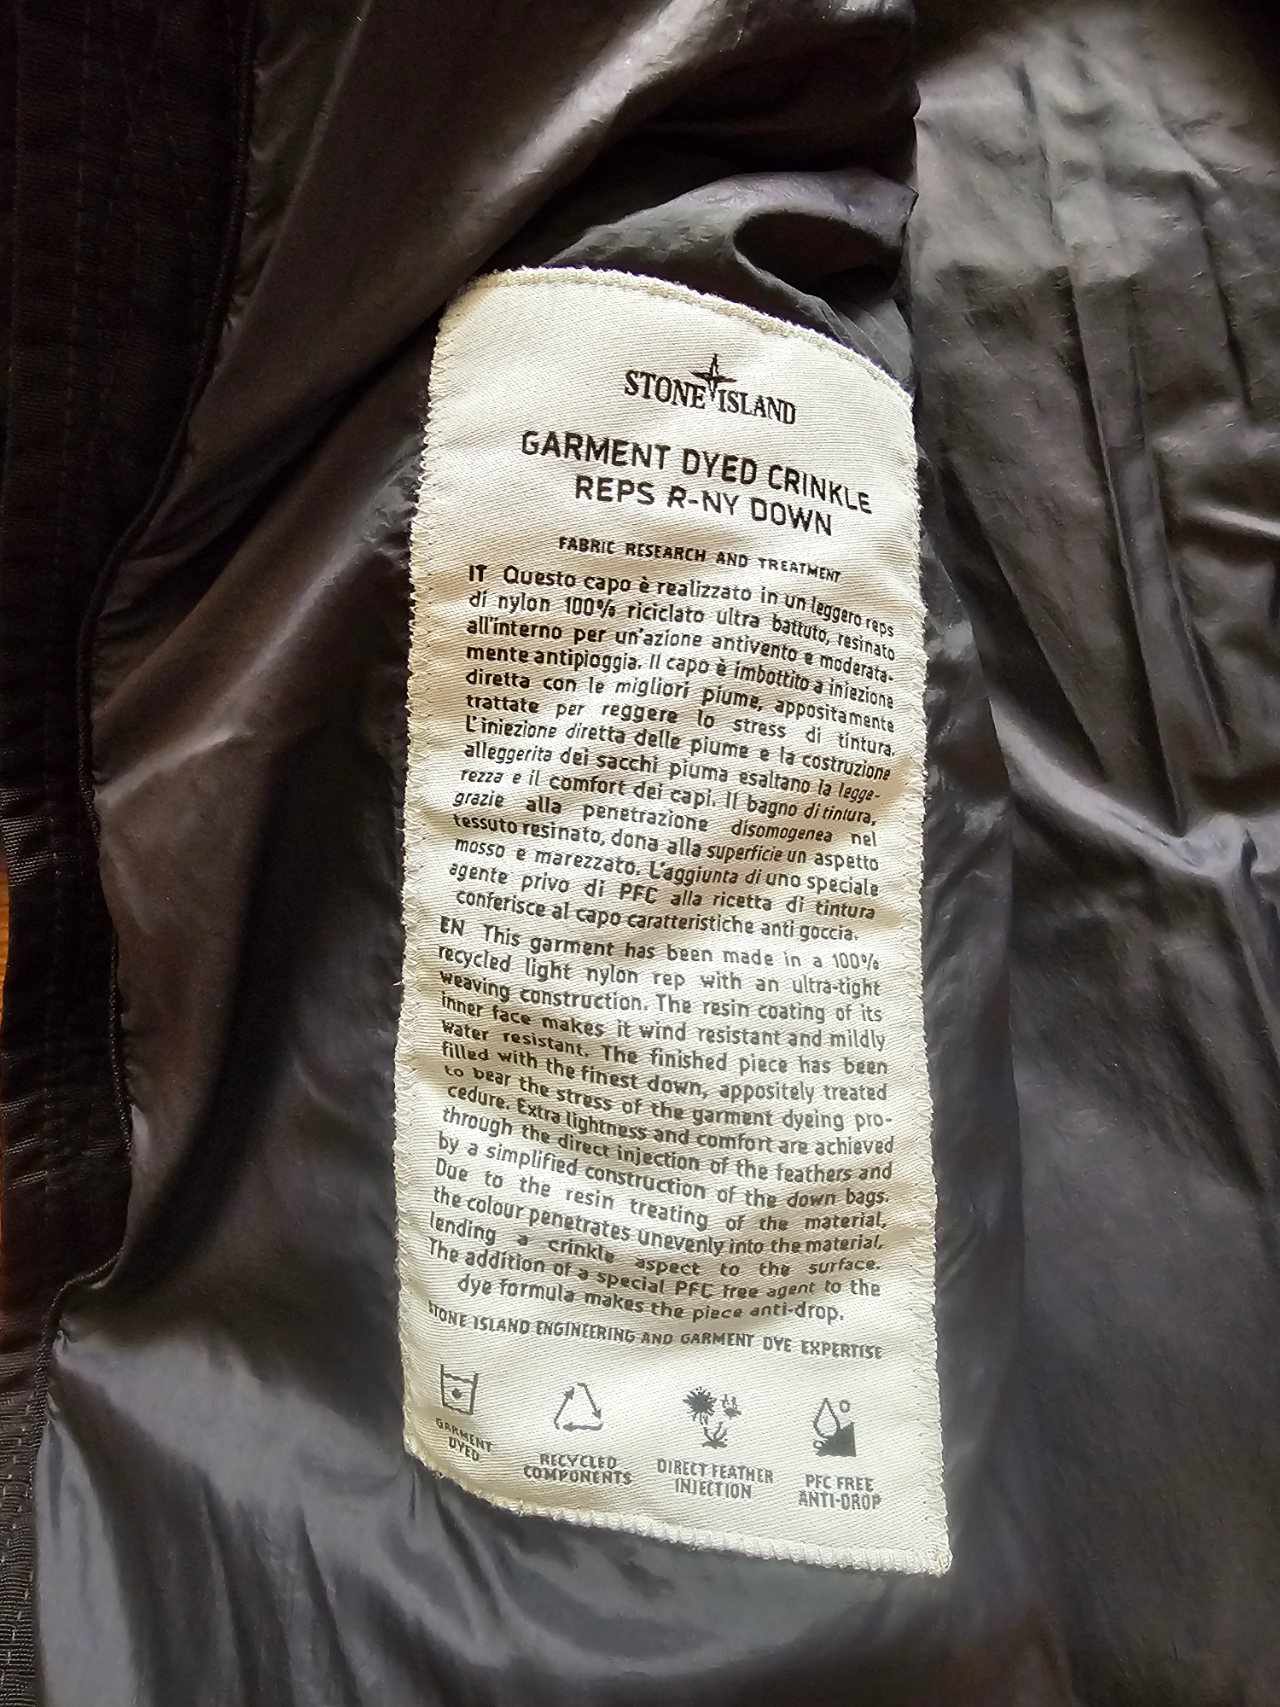 STONE ISLAND
GARMENT DYED CRINKLE
REPS R-NY DOWN
FABRIC RESEARCH AND TREATMENT
IT Questo capo è realizzato in un leggero reps
di nylon 100% riciclato ultra battuto, resinato
all'interno per un'azione antivento e moderata-
mente antipioggia. Il capo è imbottito a iniezione
diretta con le migliori piume, appositamente
trattate per reggere lo stress di tintura.
L'iniezione diretta delle piume e la costruzione
alleggerita dei sacchi piuma esaltano la legge-
rezza e il comfort dei capi. Il bagno di tintura,
grazie alla penetrazione disomogenea nel
tessuto resinato, dona alla superficie un aspetto
mosso e marezzato. L'aggiunta di uno speciale
agente privo di PFC alla ricetta di tintura
conferisce al capo caratteristiche anti goccia.
EN This garment has been made in a 100%
recycled light nylon rep with an ultra-tight
weaving construction. The resin coating of its
inner face makes it wind resistant and mildly
water resistant. The finished piece has been
filled with the finest down, appositely treated
to bear the stress of the garment dyeing pro-
cedure. Extra lightness and comfort are achieved
through the direct injection of the feathers and
by a simplified construction of the down bags.
Due to the resin treating of the material,
the colour penetrates unevenly into the material,
lending a crinkle aspect to the surface.
The addition of a special PFC free agent to the
dye formula makes the piece anti-drop.
STONE ISLAND ENGINEERING AND GARMENT DYE EXPERTISE
GARMENT
DYED
RECYCLED
COMPONENTS
DIRECT FEATHER
INJECTION
PFC FREE
ANTI-DROP